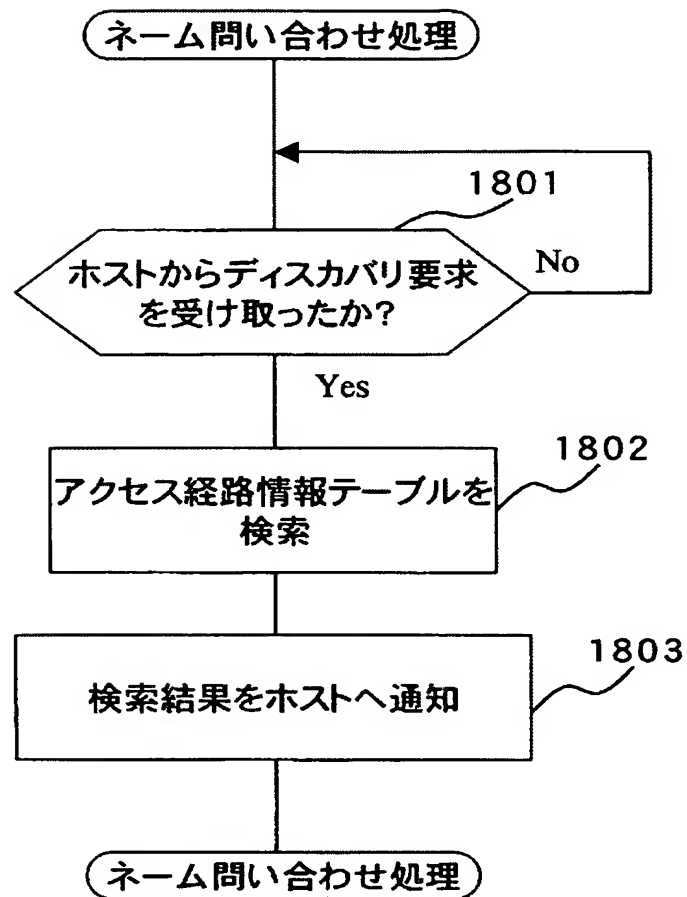 ネーム問い合わせ処理
1801
ホストからディスカバリ要求
を受け取ったか?
No
Yes
1802
アクセス経路情報テーブルを
検索
1803
検索結果をホストへ通知
ネーム問い合わせ処理